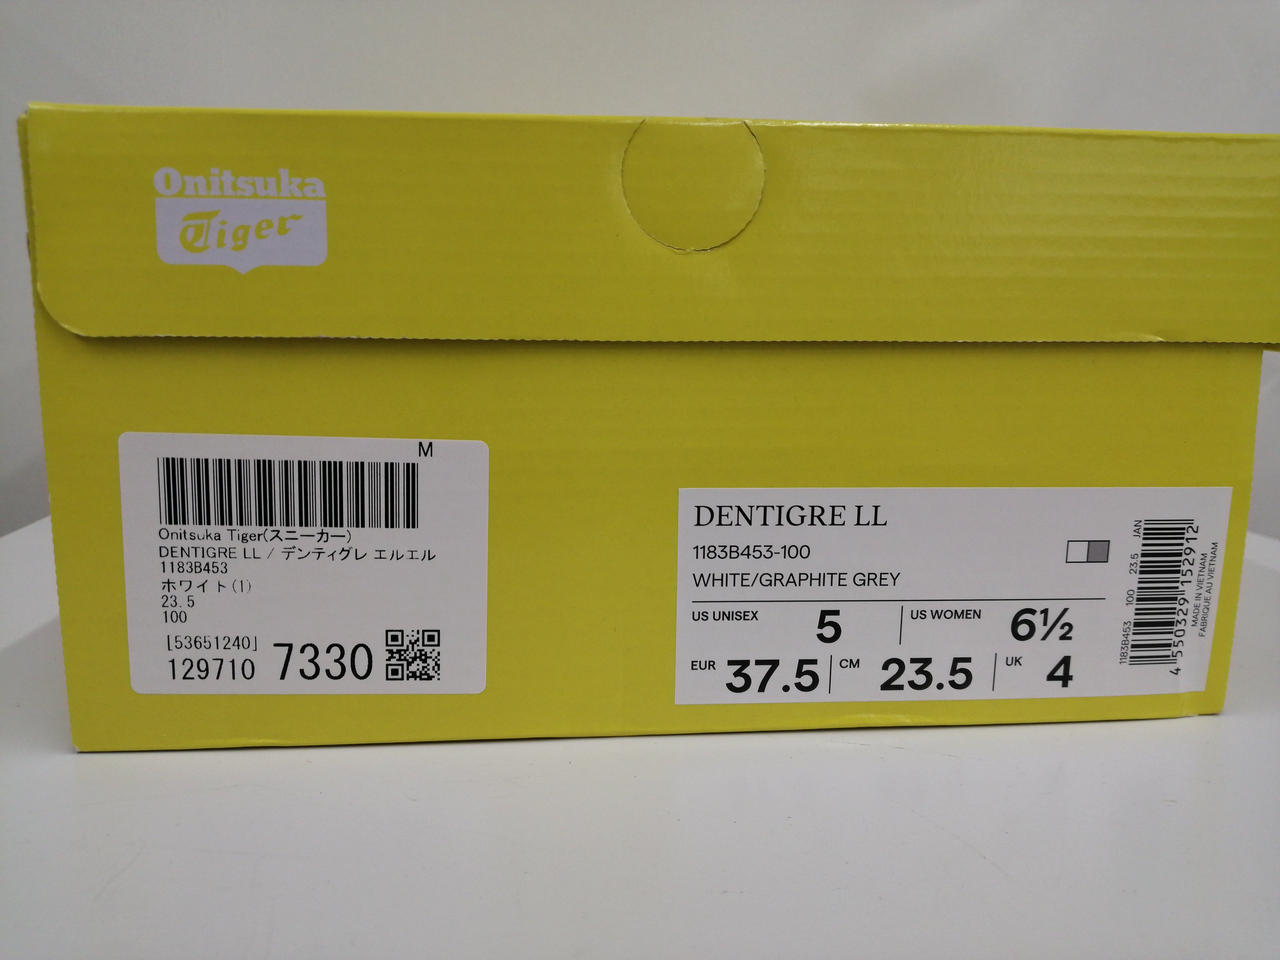 Onitsuka
Tiger
M
Onitsuka Tiger(スニーカー)
DENTIGRE LL / デンティグレ エルエル
1183B453
ホワイト(1)
23.5
100
[53651240]
129710 7330
DENTIGRE LL
1183B453-100
WHITE/GRAPHITE GREY
US UNISEX 5 US WOMEN 6½
EUR 37.5 CM 23.5 UK 4
1183B453 100 23.5 JAN
4 550329 152912
MADE IN VIETNAM
FABRIQUE AU VIETNAM